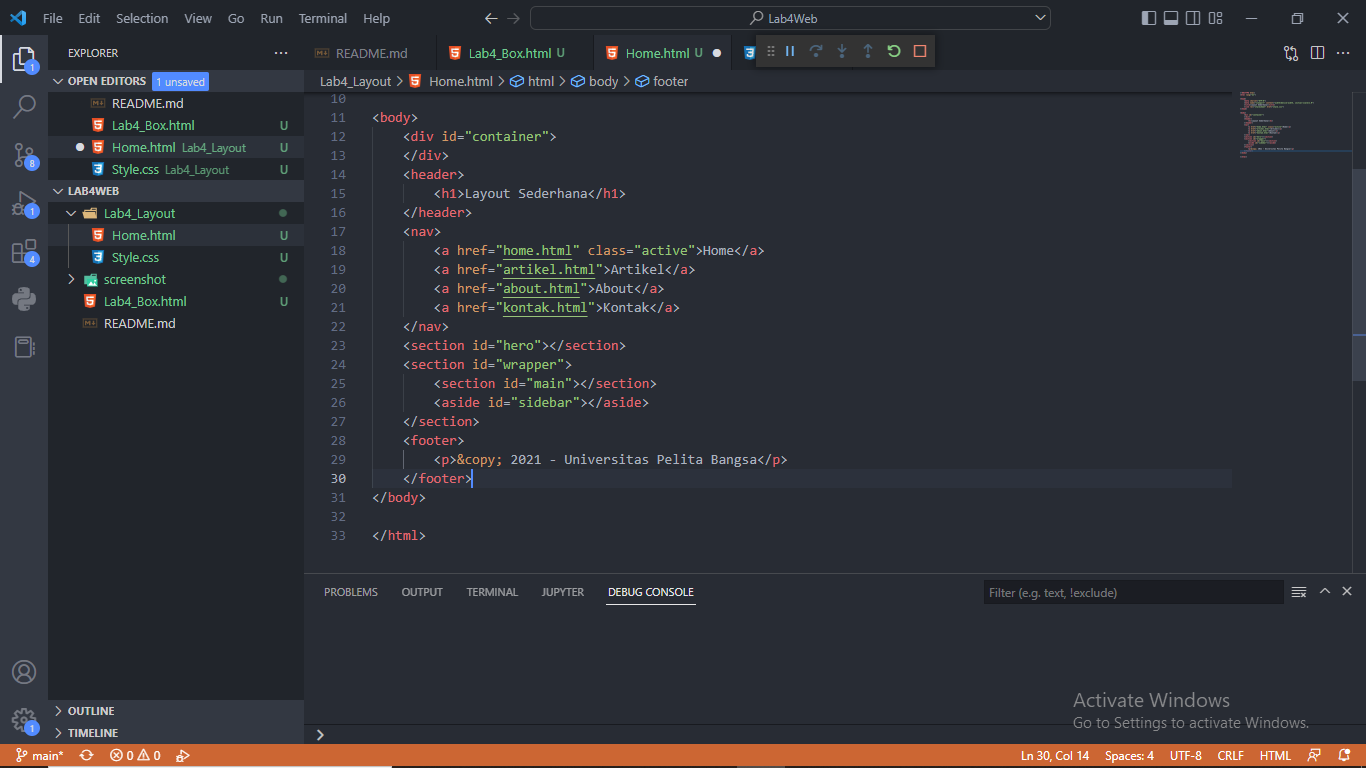 File Edit Selection View Go Run Terminal Help
Lab4Web
EXPLORER
OPEN EDITORS 1 unsaved
README.md
Lab4_Box.html U
Home.html Lab4_Layout U
Style.css Lab4_Layout U
LAB4WEB
Lab4_Layout
Home.html U
Style.css U
screenshot
Lab4_Box.html U
README.md
OUTLINE
TIMELINE
1
8
1
4
1
README.md Lab4_Box.html U Home.html U
Lab4_Layout > Home.html > html > body > footer
10
11 <body>
12 <div id="container">
13 </div>
14 <header>
15 <h1>Layout Sederhana</h1>
16 </header>
17 <nav>
18 <a href="home.html" class="active">Home</a>
19 <a href="artikel.html">Artikel</a>
20 <a href="about.html">About</a>
21 <a href="kontak.html">Kontak</a>
22 </nav>
23 <section id="hero"></section>
24 <section id="wrapper">
25 <section id="main"></section>
26 <aside id="sidebar"></aside>
27 </section>
28 <footer>
29 <p>&copy; 2021 - Universitas Pelita Bangsa</p>
30 </footer>
31 </body>
32
33 </html>
PROBLEMS OUTPUT TERMINAL JUPYTER DEBUG CONSOLE
Filter (e.g. text, !exclude)
Activate Windows
Go to Settings to activate Windows.
main* 0 0 Ln 30, Col 14 Spaces: 4 UTF-8 CRLF HTML